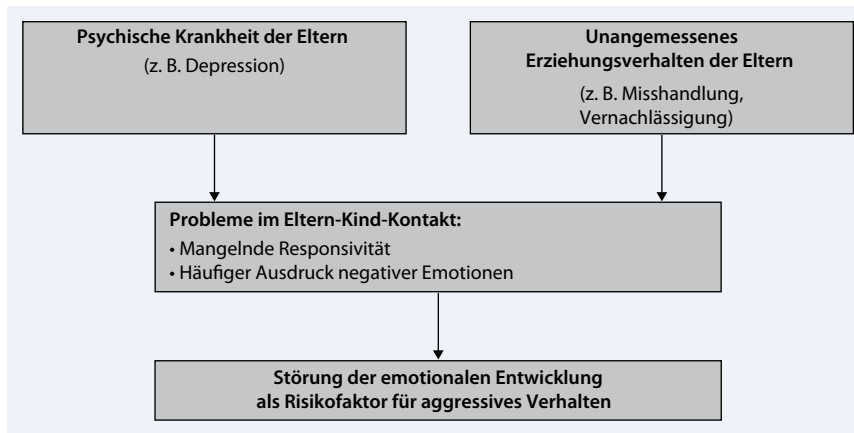 Psychische Krankheit der Eltern
(z. B. Depression)
Unangemessenes
Erziehungsverhalten der Eltern
(z. B. Misshandlung,
Vernachlässigung)
Probleme im Eltern-Kind-Kontakt:
• Mangelnde Responsivität
• Häufiger Ausdruck negativer Emotionen
Störung der emotionalen Entwicklung
als Risikofaktor für aggressives Verhalten